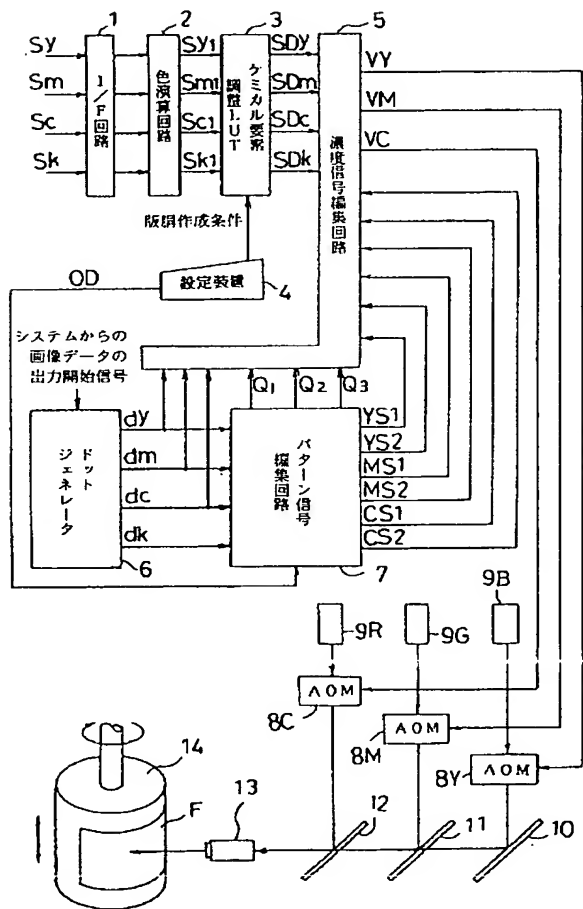 1
2
3
5
Sy
Sm
Sc
Sk
I/F回路
色演算回路
Sy1
Sm1
Sc1
Sk1
ケミカル要素
調整LUT
SDy
SDm
SDc
SDk
濃度信号編集回路
VY
VM
VC
版調作成条件
OD
設定装置
4
システムからの
画像データの
出力開始信号
Q1
Q2
Q3
ドット
ジェネレータ
6
dy
dm
dc
dk
パターン信号
編集回路
7
YS1
YS2
MS1
MS2
CS1
CS2
9R
9G
9B
AOM
8C
AOM
8M
AOM
8Y
14
F
13
12
11
10